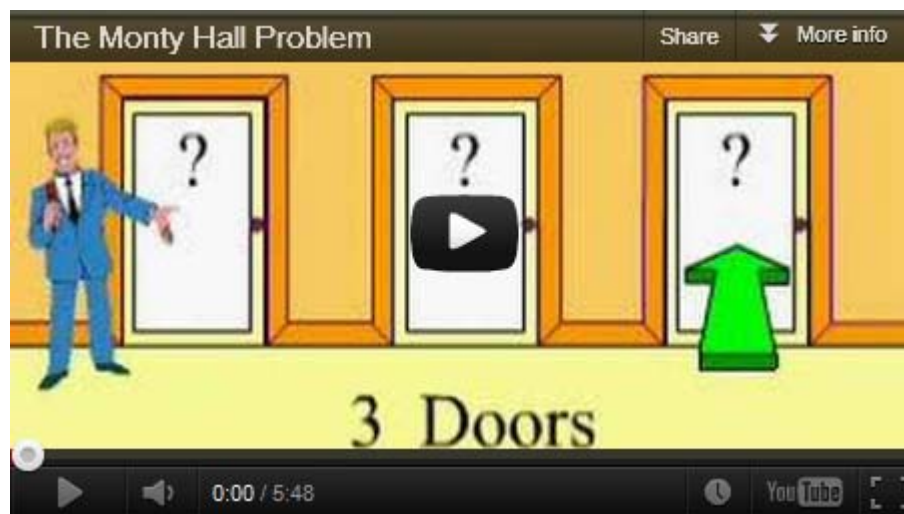 The Monty Hall Problem Share More info
? ? ?
3 Doors
0:00 / 5:48 YouTube